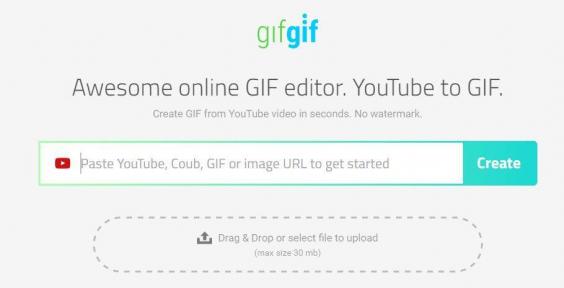 gifgif
Awesome online GIF editor. YouTube to GIF.
Create GIF from YouTube video in seconds. No watermark.
Paste YouTube, Coub, GIF or image URL to get started
Create
Drag & Drop or select file to upload
(max size 30 mb)